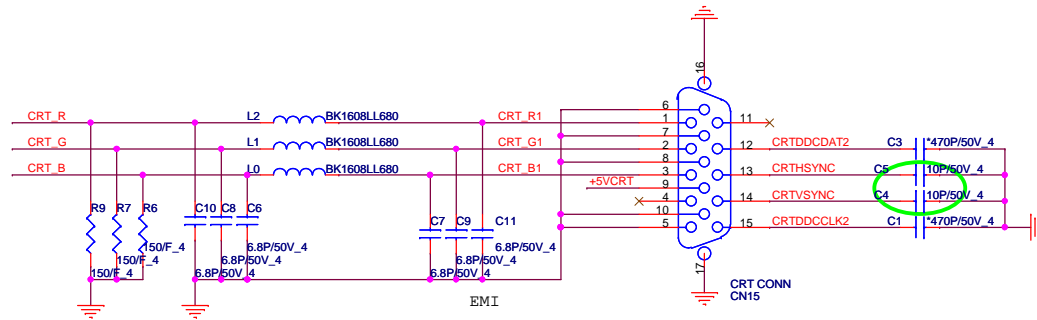 16
CRT_R
L2
BK1608LL680
CRT_R1
6
1
11
7
CRT_G
L1
BK1608LL680
CRT_G1
2
12
CRTDDCDAT2
C3
*470P/50V_4
8
CRT_B
L0
BK1608LL680
CRT_B1
3
13
CRTHSYNC
C5
10P/50V_4
+5VCRT
9
4
14
CRTVSYNC
C4
10P/50V_4
R9
R7
R6
C10
C8
C6
C7
C9
C11
10
5
15
CRTDDCCLK2
C1
*470P/50V_4
150/F_4
6.8P/50V_4
6.8P/50V_4
150/F_4
6.8P/50V_4
6.8P/50V_4
150/F_4
6.8P/50V_4
6.8P/50V_4
17
CRT CONN
CN15
EMI